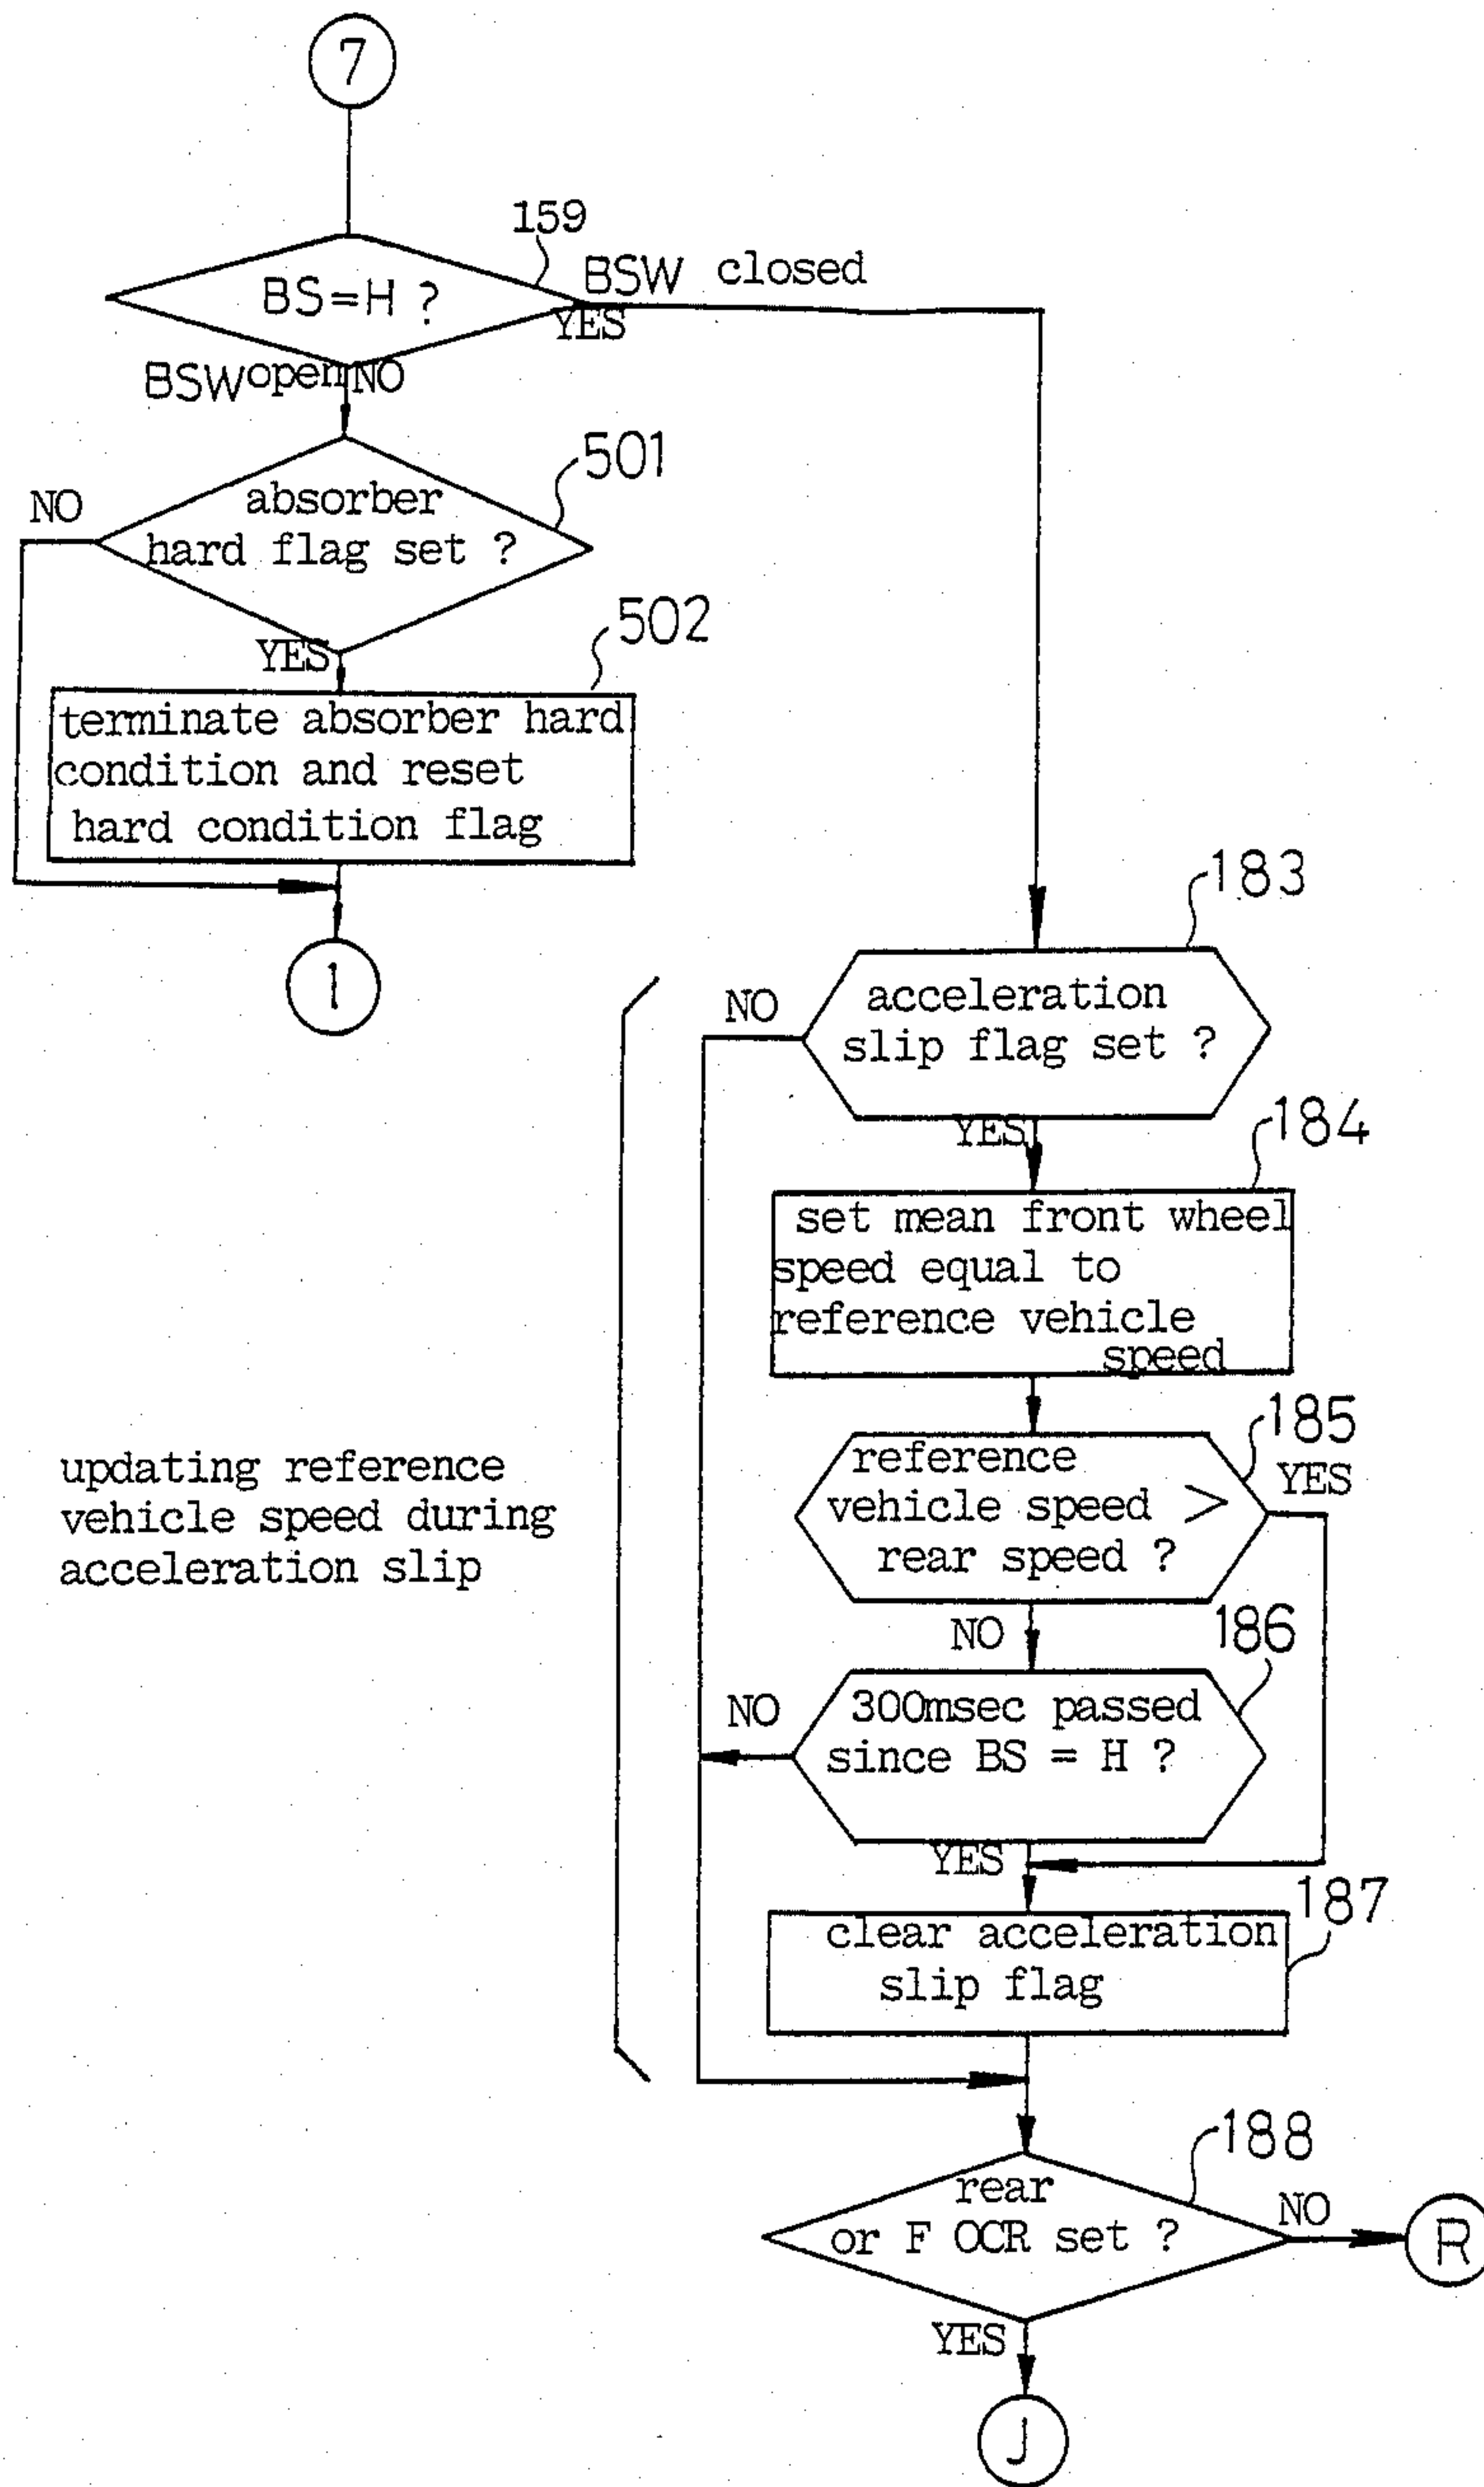 7
159
BS=H ?
BSW closed
YES
BSW open NO
501
absorber
hard flag set ?
NO
YES
502
terminate absorber hard
condition and reset
hard condition flag
1
183
acceleration
slip flag set ?
NO
YES
184
set mean front wheel
speed equal to
reference vehicle
speed
185
reference
vehicle speed >
rear speed ?
YES
NO
updating reference
vehicle speed during
acceleration slip
186
300msec passed
since BS = H ?
NO
YES
187
clear acceleration
slip flag
188
rear
or F OCR set ?
NO
R
YES
J